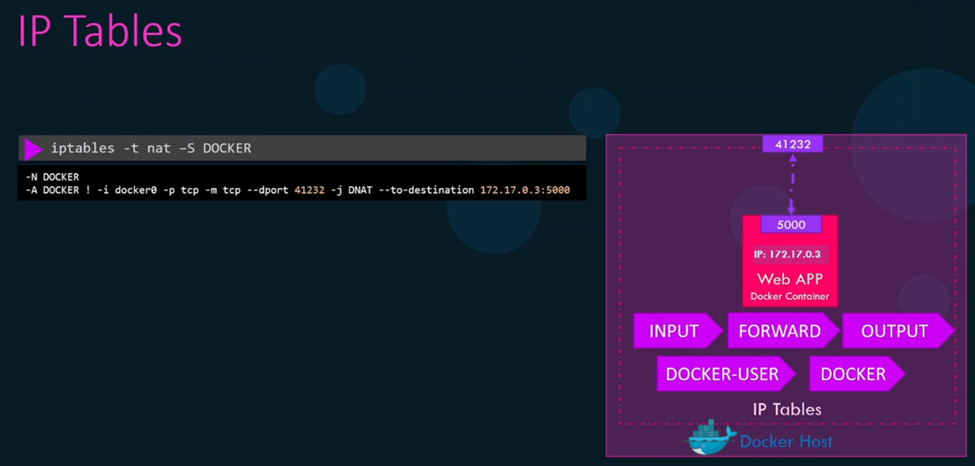 IP Tables
iptables -t nat –S DOCKER
-N DOCKER
-A DOCKER ! -i docker0 -p tcp -m tcp --dport 41232 -j DNAT --to-destination 172.17.0.3:5000
41232
5000
IP: 172.17.0.3
Web APP
Docker Container
INPUT FORWARD OUTPUT
DOCKER-USER DOCKER
IP Tables
Docker Host